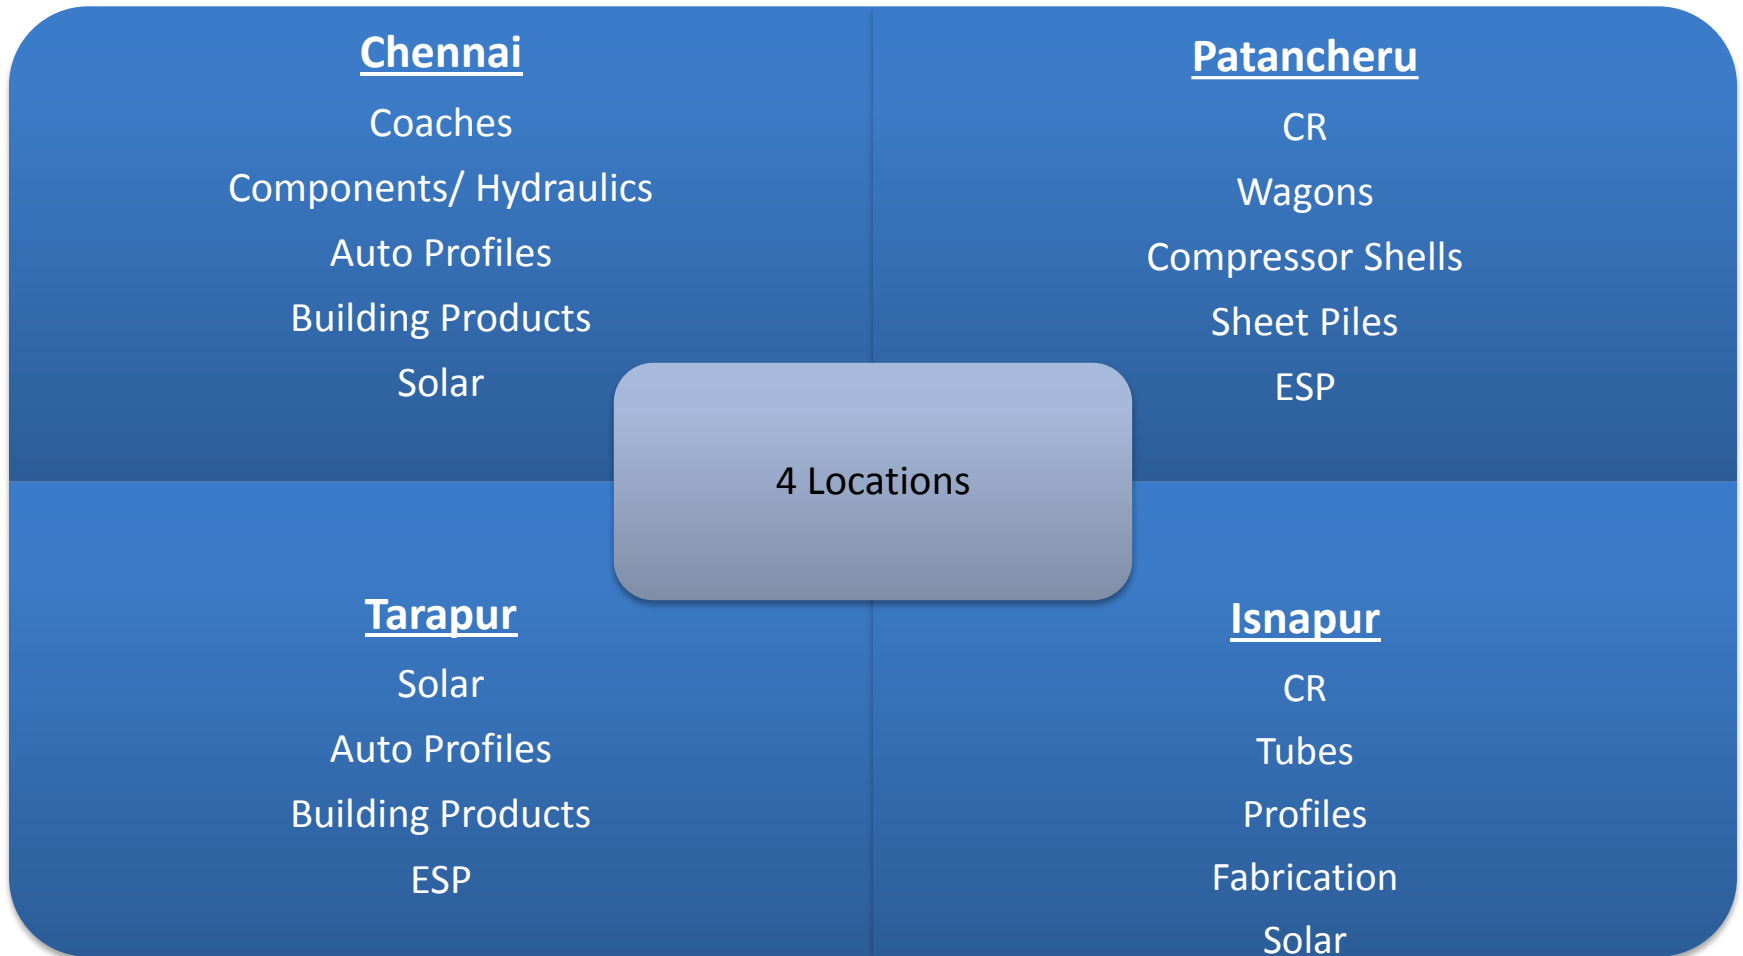 Chennai
Coaches
Components/ Hydraulics
Auto Profiles
Building Products
Solar
Patancheru
CR
Wagons
Compressor Shells
Sheet Piles
ESP
4 Locations
Tarapur
Solar
Auto Profiles
Building Products
ESP
Isnapur
CR
Tubes
Profiles
Fabrication
Solar